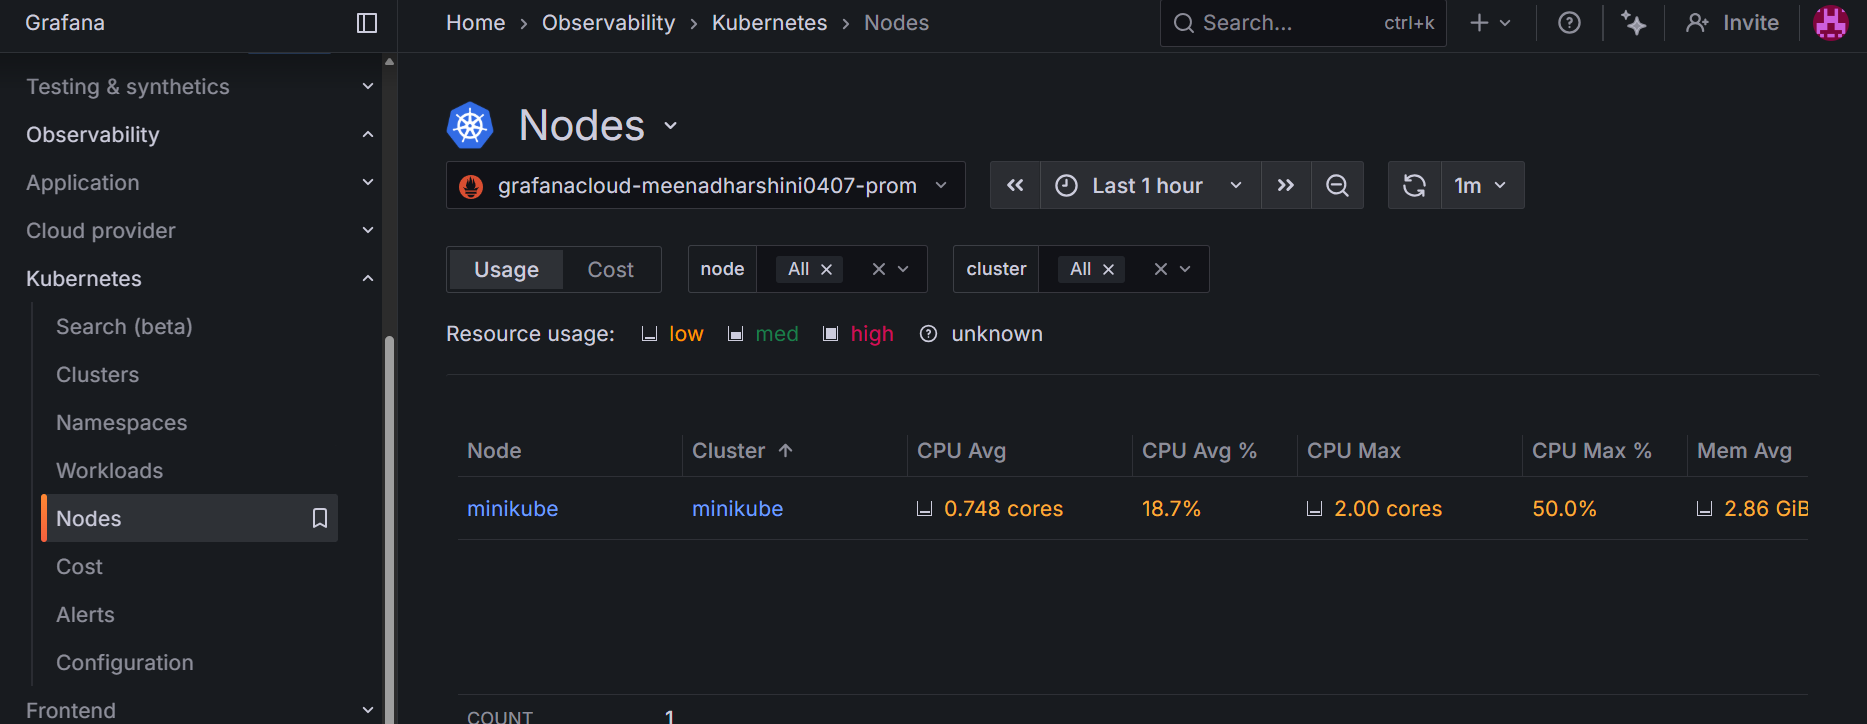 Grafana
Home › Observability › Kubernetes › Nodes
Search... ctrl+k
Invite
Testing & synthetics
Observability
Application
Cloud provider
Kubernetes
Search (beta)
Clusters
Namespaces
Workloads
Nodes
Cost
Alerts
Configuration
Frontend
Nodes
grafanacloud-meenadharshini0407-prom
Last 1 hour
1m
Usage Cost
node All
cluster All
Resource usage: low med high unknown
Node Cluster CPU Avg CPU Avg % CPU Max CPU Max % Mem Avg
minikube minikube 0.748 cores 18.7% 2.00 cores 50.0% 2.86 GiB
COUNT 1